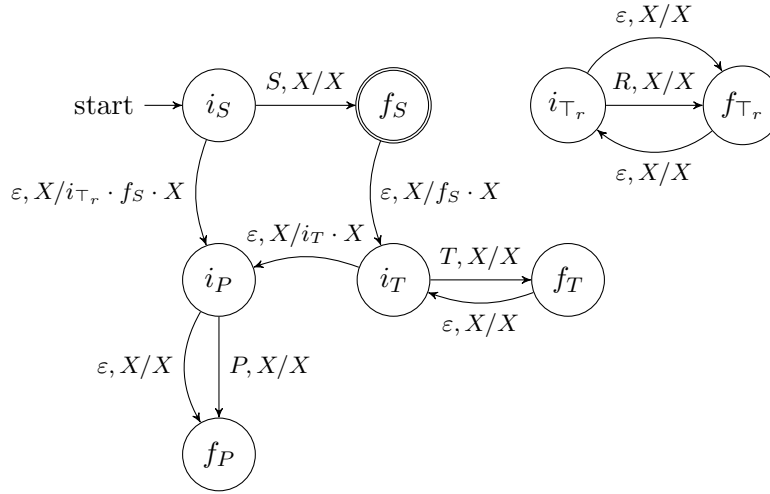 ε, X/X
start
i_S
S, X/X
f_S
i_{⊤_r}
R, X/X
f_{⊤_r}
ε, X/X
ε, X/i_{⊤_r} · f_S · X
ε, X/f_S · X
ε, X/i_T · X
i_P
i_T
T, X/X
f_T
ε, X/X
ε, X/X
P, X/X
f_P